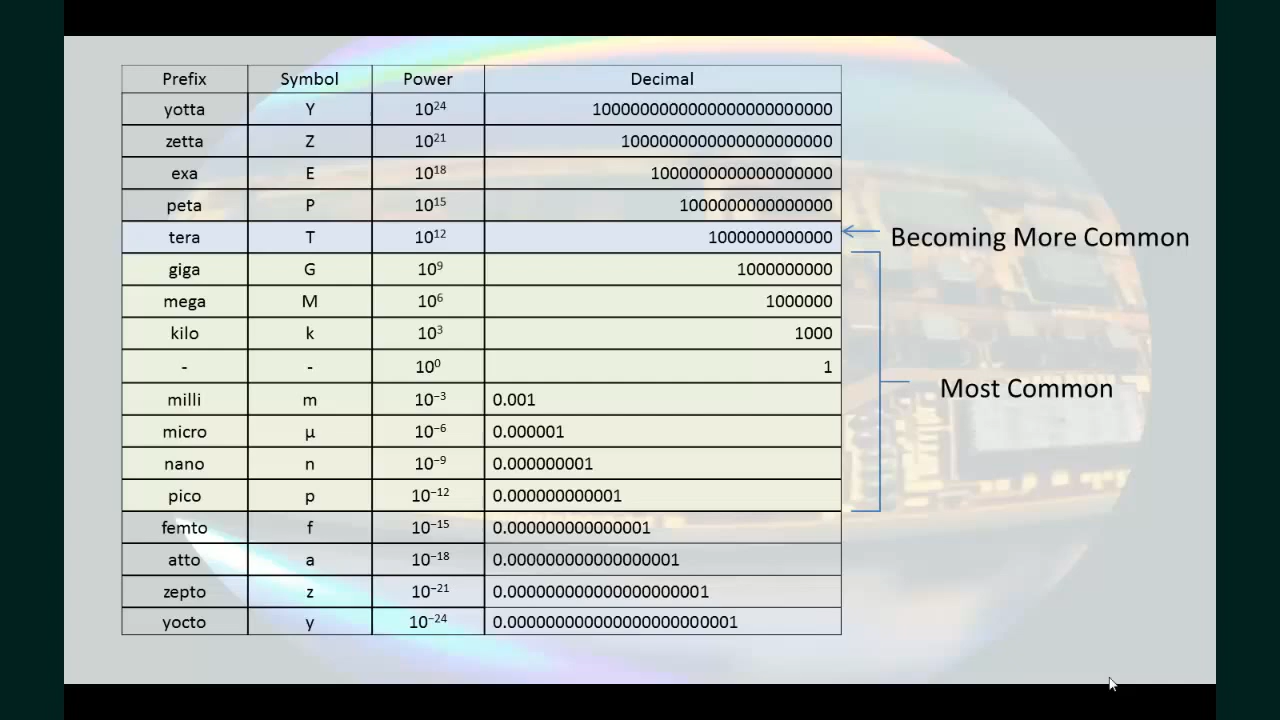 Prefix Symbol Power Decimal
yotta Y 10²⁴ 1000000000000000000000000
zetta Z 10²¹ 1000000000000000000000
exa E 10¹⁸ 1000000000000000000
peta P 10¹⁵ 1000000000000000
tera T 10¹² 1000000000000 Becoming More Common
giga G 10⁹ 1000000000
mega M 10⁶ 1000000
kilo k 10³ 1000
- - 10⁰ 1
milli m 10⁻³ 0.001 Most Common
micro μ 10⁻⁶ 0.000001
nano n 10⁻⁹ 0.000000001
pico p 10⁻¹² 0.000000000001
femto f 10⁻¹⁵ 0.000000000000001
atto a 10⁻¹⁸ 0.000000000000000001
zepto z 10⁻²¹ 0.000000000000000000001
yocto y 10⁻²⁴ 0.000000000000000000000001